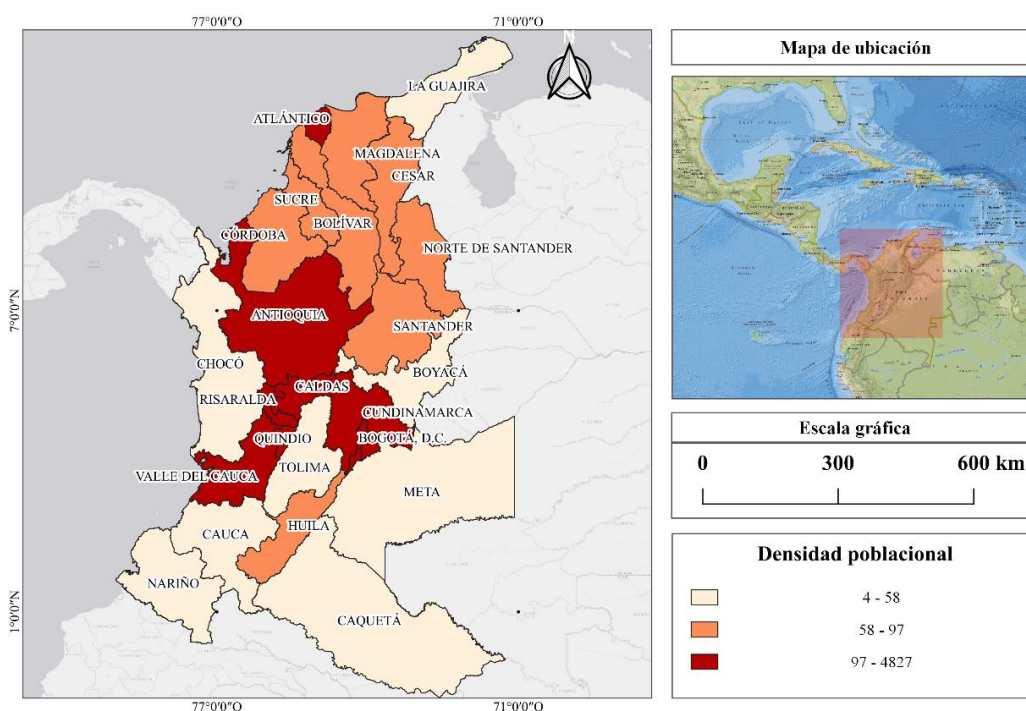 77°0'0"O
71°0'0"O
N
LA GUAJIRA
ATLÁNTICO
MAGDALENA
CESAR
SUCRE
BOLÍVAR
CÓRDOBA
NORTE DE SANTANDER
7°0'0"N
ANTIOQUIA
SANTANDER
CHOCÓ
BOYACÁ
CALDAS
RISARALDA
CUNDINAMARCA
QUINDIO
BOGOTÁ, D.C.
TOLIMA
VALLE DEL CAUCA
META
CAUCA
HUILA
NARIÑO
1°0'0"N
CAQUETÁ
77°0'0"O
71°0'0"O
Mapa de ubicación
Escala gráfica
0 300 600 km
Densidad poblacional
4 - 58
58 - 97
97 - 4827